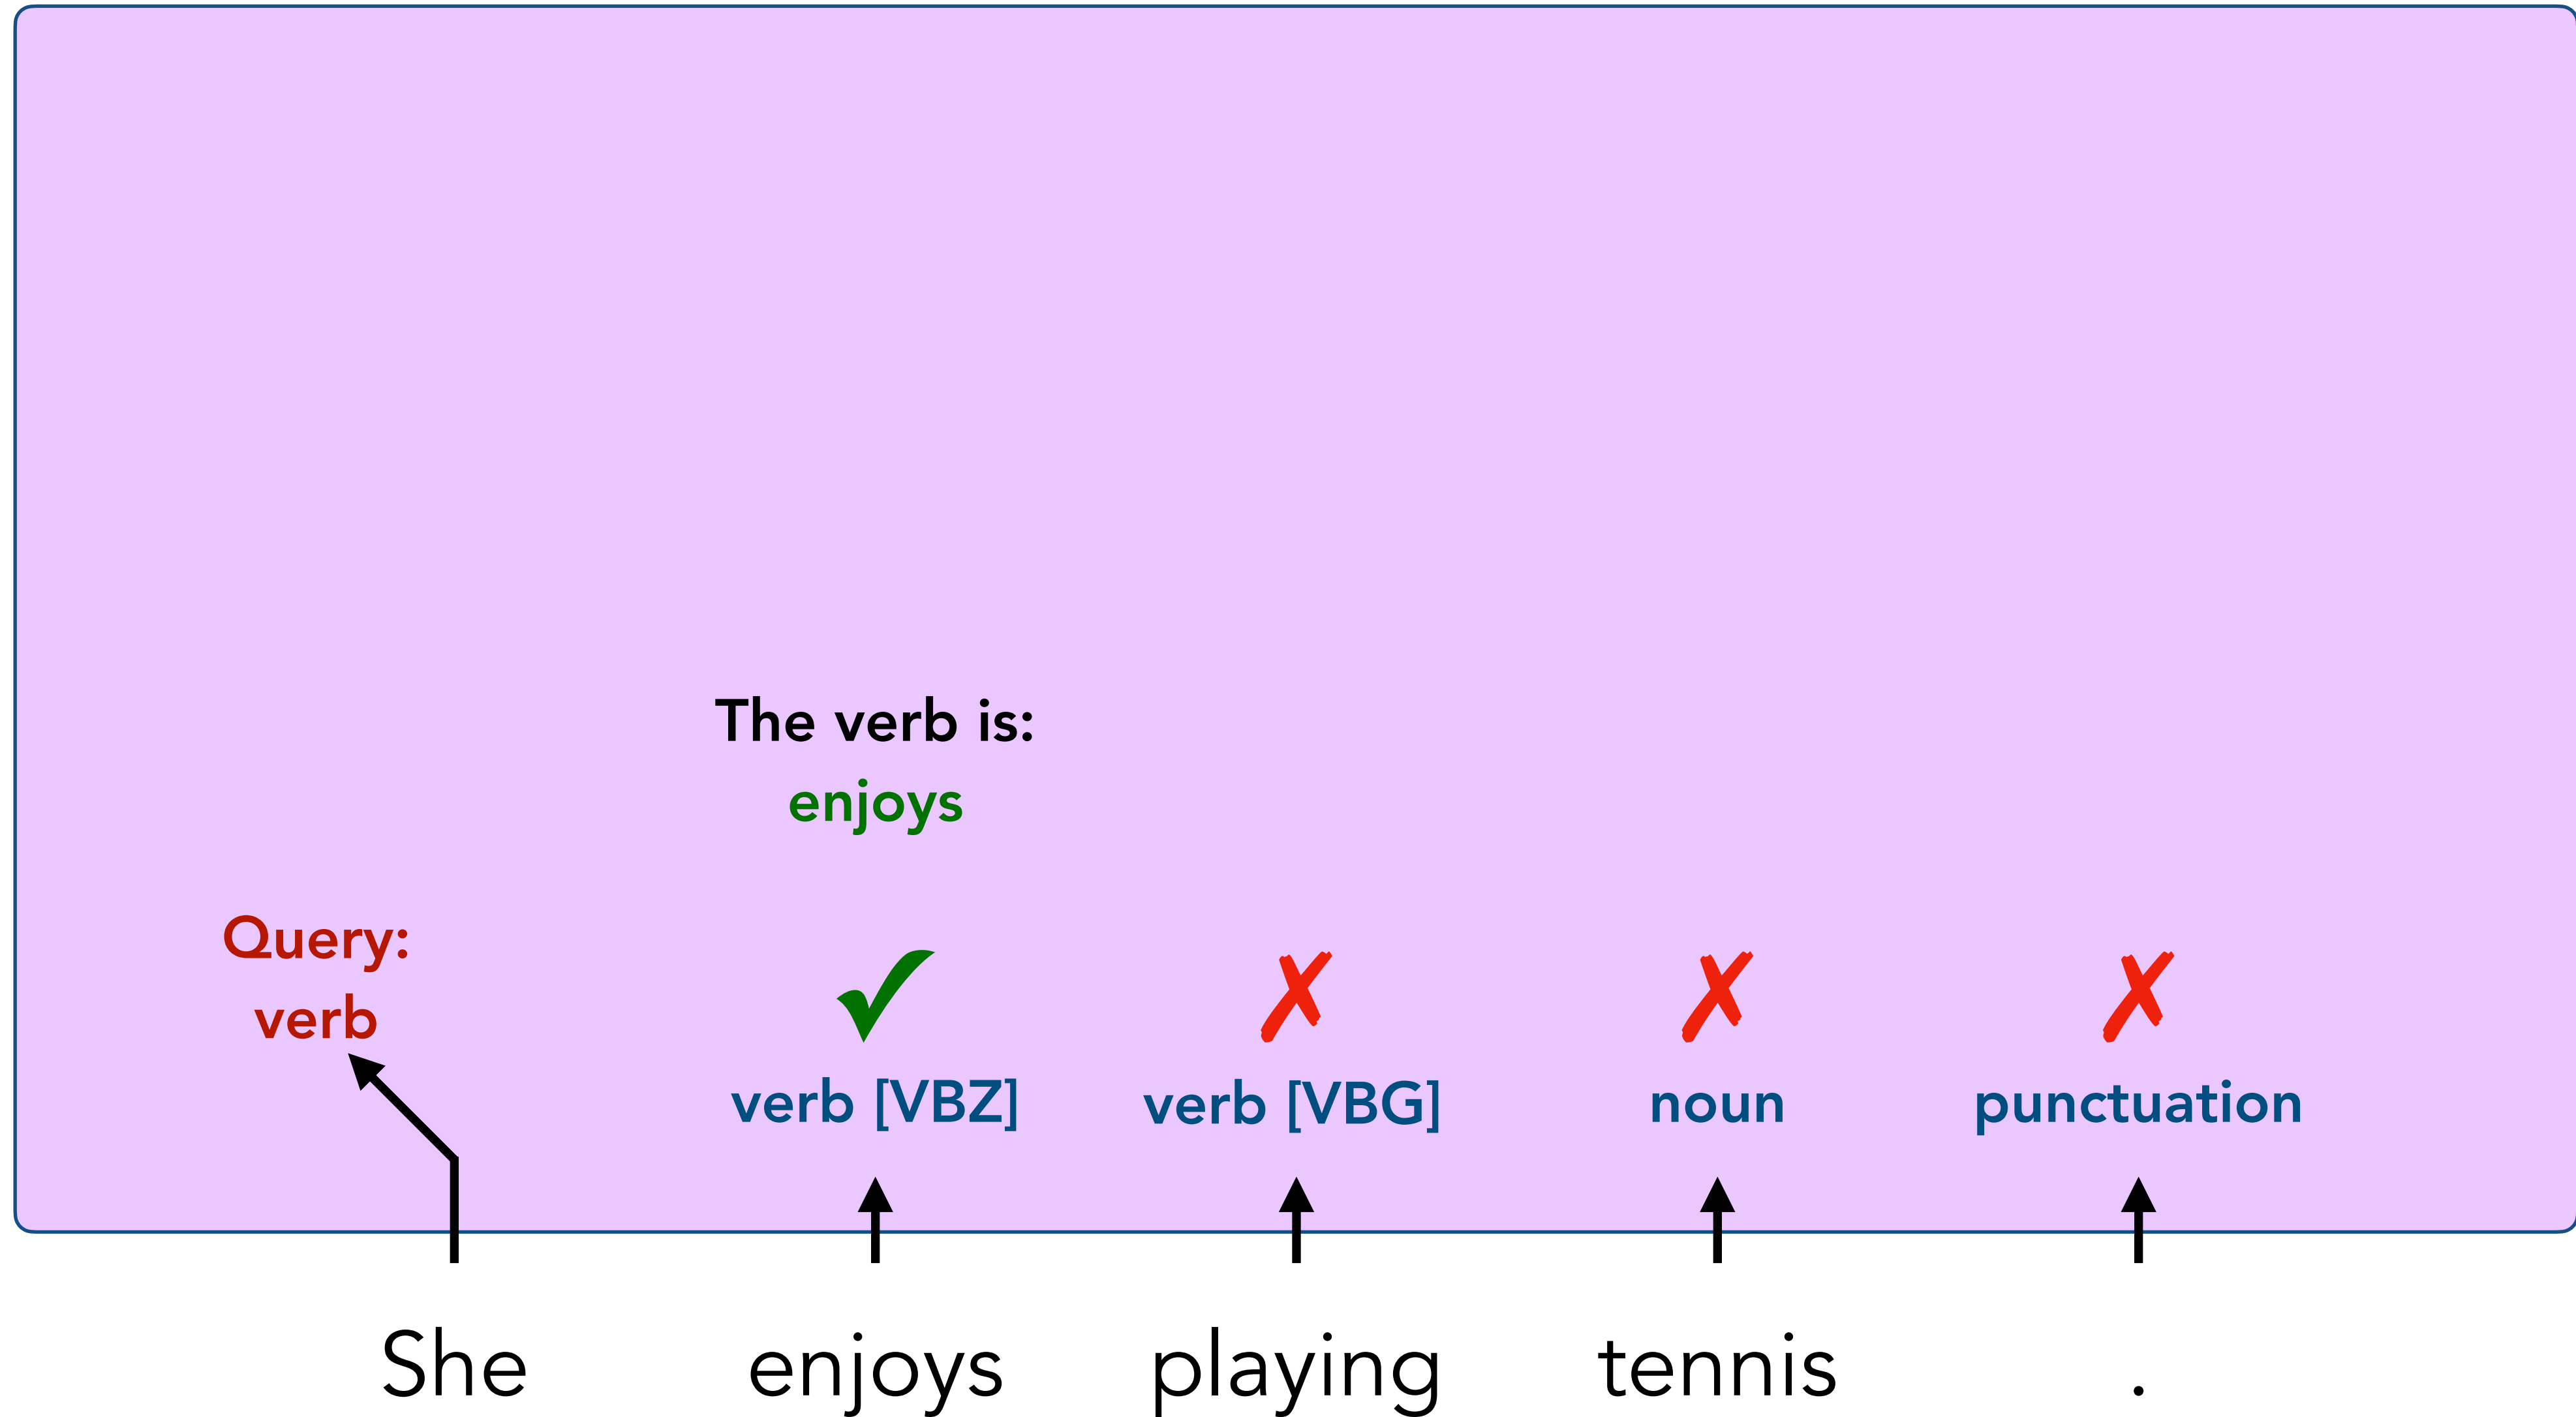 The verb is:
enjoys
Query:
verb
✓ ✗ ✗ ✗
verb [VBZ] verb [VBG] noun punctuation
She enjoys playing tennis .